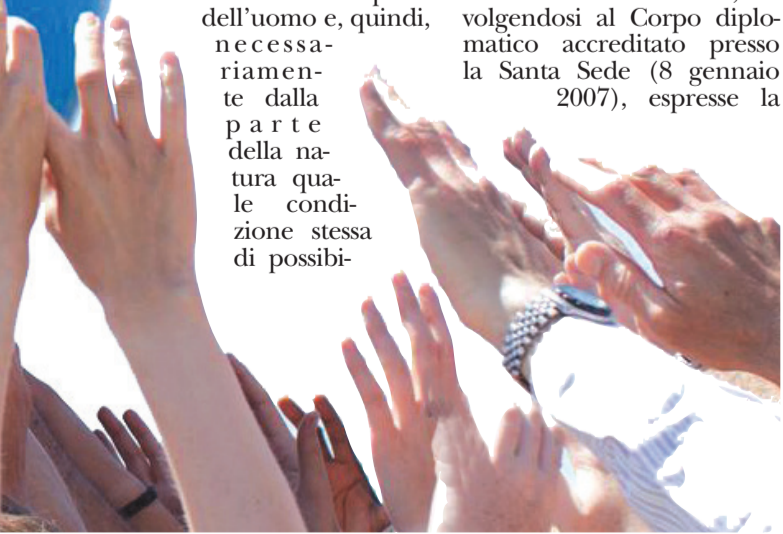 dell'uomo e, quindi,
necessa-
riamen-
te dalla
parte
della na-
tura qua-
le condi-
zione stessa
di possibi-
volgendosi al Corpo diplo-
matico accreditato presso
la Santa Sede (8 gennaio
2007), espresse la